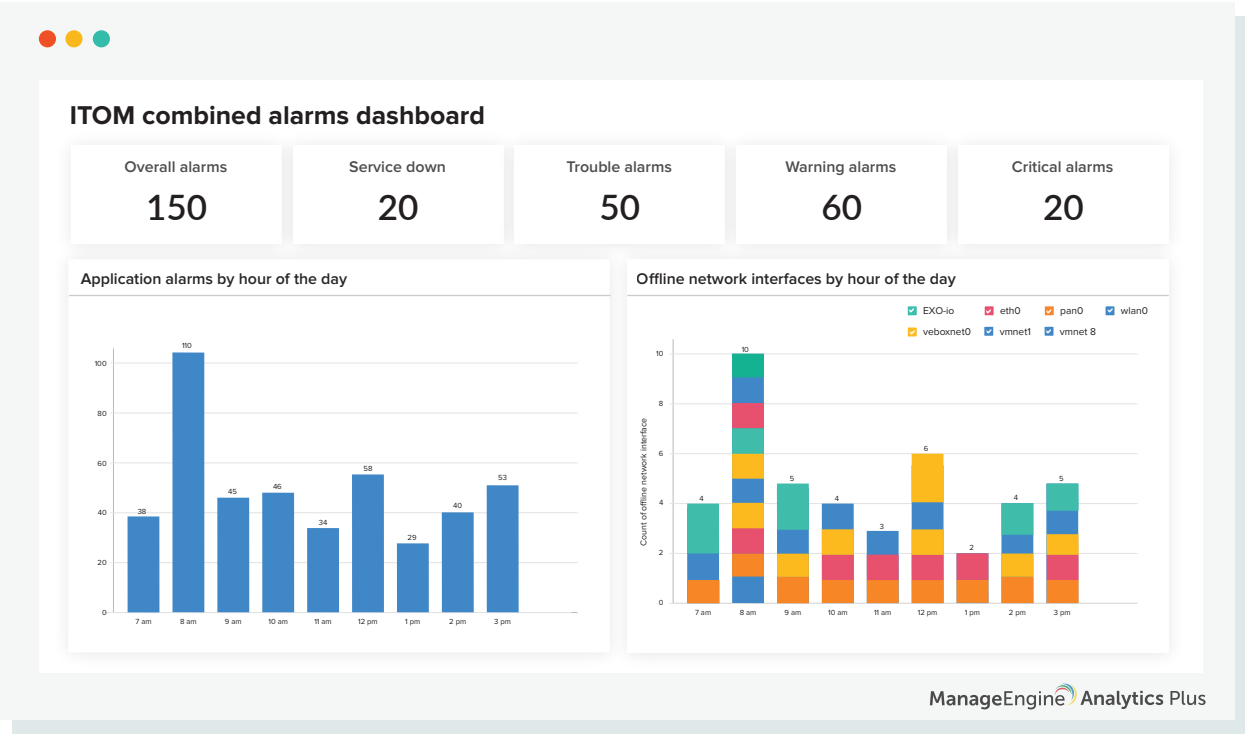 ITOM combined alarms dashboard
Overall alarms
150
Service down
20
Trouble alarms
50
Warning alarms
60
Critical alarms
20
Application alarms by hour of the day
100
80
60
40
20
0
38
110
45
46
34
58
29
40
53
7 am 8 am 9 am 10 am 11 am 12 pm 1 pm 2 pm 3 pm
Offline network interfaces by hour of the day
EXO-io eth0 pan0 wlan0
veboxnet0 vmnet1 vmnet 8
Count of offline network interface
10
8
6
4
2
0
4
10
5
4
3
6
2
4
5
7 am 8 am 9 am 10 am 11 am 12 pm 1 pm 2 pm 3 pm
ManageEngine Analytics Plus